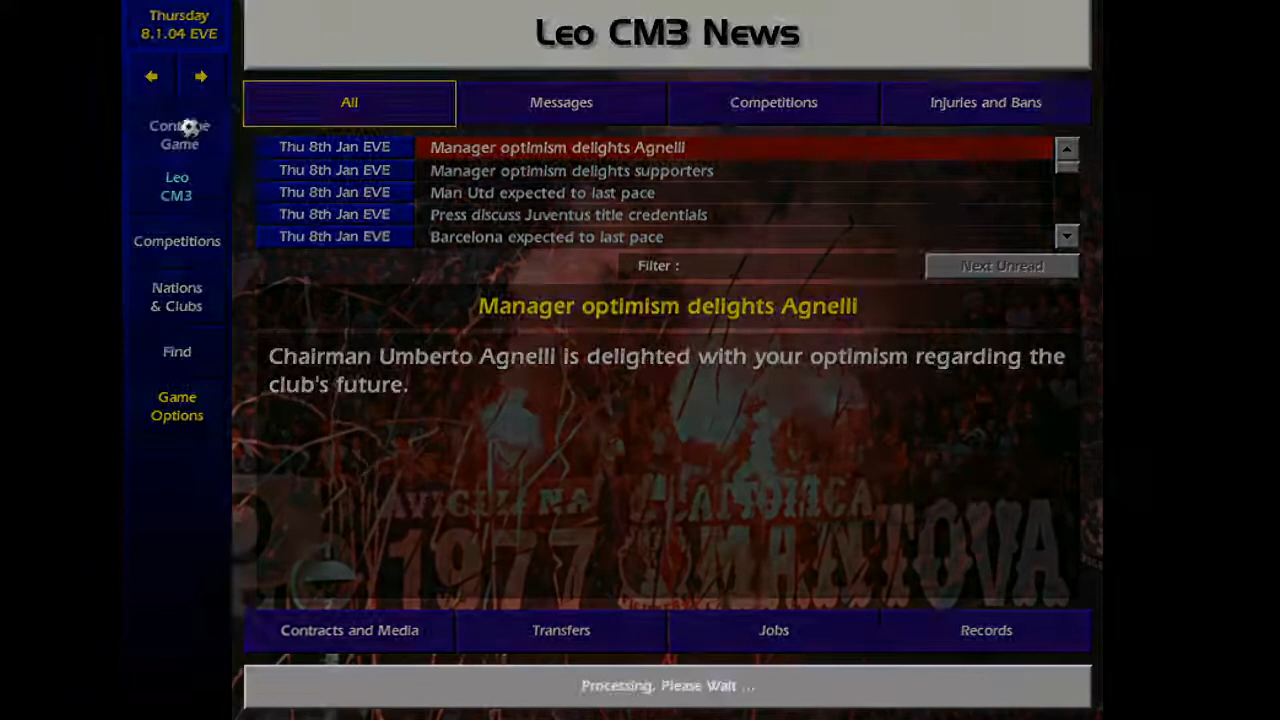 Thursday
8.1.04 EVE
Leo CM3 News
All
Messages
Competitions
Injuries and Bans
Continue
Game
Leo
CM3
Competitions
Nations
& Clubs
Find
Game
Options
Thu 8th Jan EVE Manager optimism delights Agnelli
Thu 8th Jan EVE Manager optimism delights supporters
Thu 8th Jan EVE Man Utd expected to last pace
Thu 8th Jan EVE Press discuss Juventus title credentials
Thu 8th Jan EVE Barcelona expected to last pace
Filter :
Next Unread
Manager optimism delights Agnelli
Chairman Umberto Agnelli is delighted with your optimism regarding the
club's future.
CATTOLICA
1977
MANTOVA
Contracts and Media
Transfers
Jobs
Records
Processing. Please Wait ...